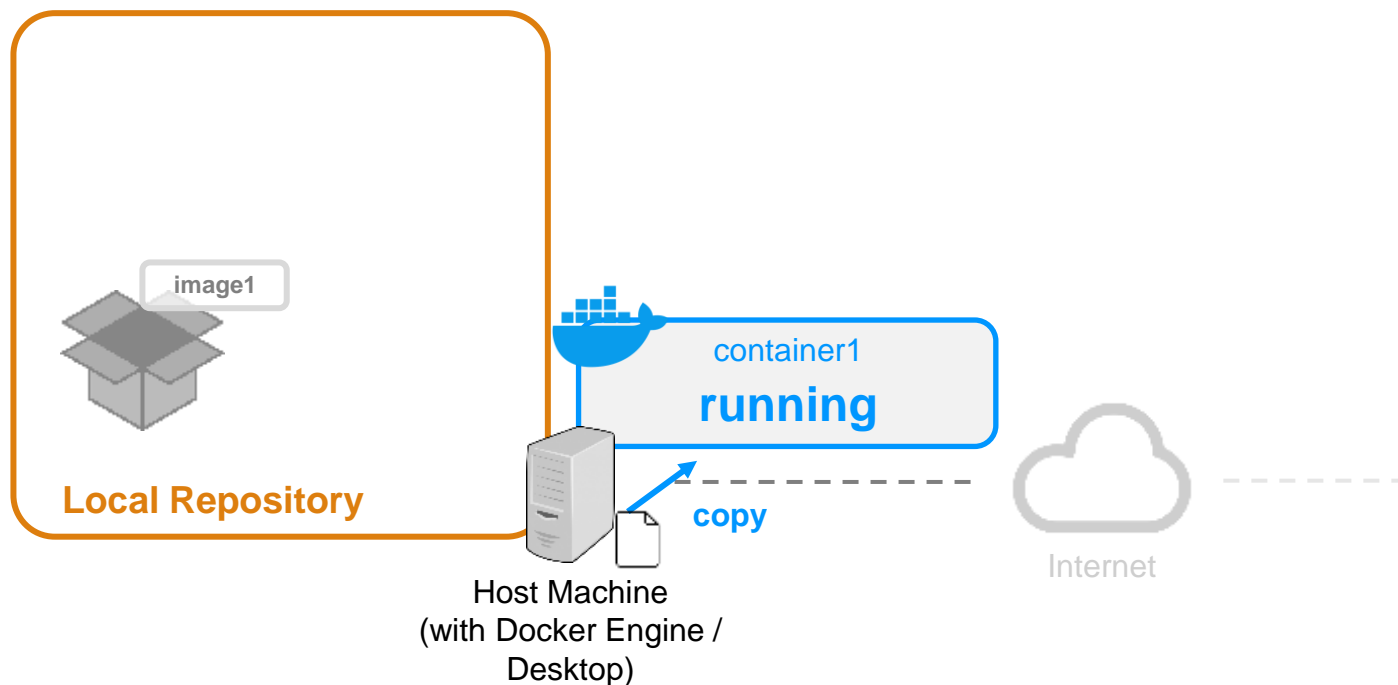 image1
container1
running
Local Repository
copy
Internet
Host Machine
(with Docker Engine /
Desktop)